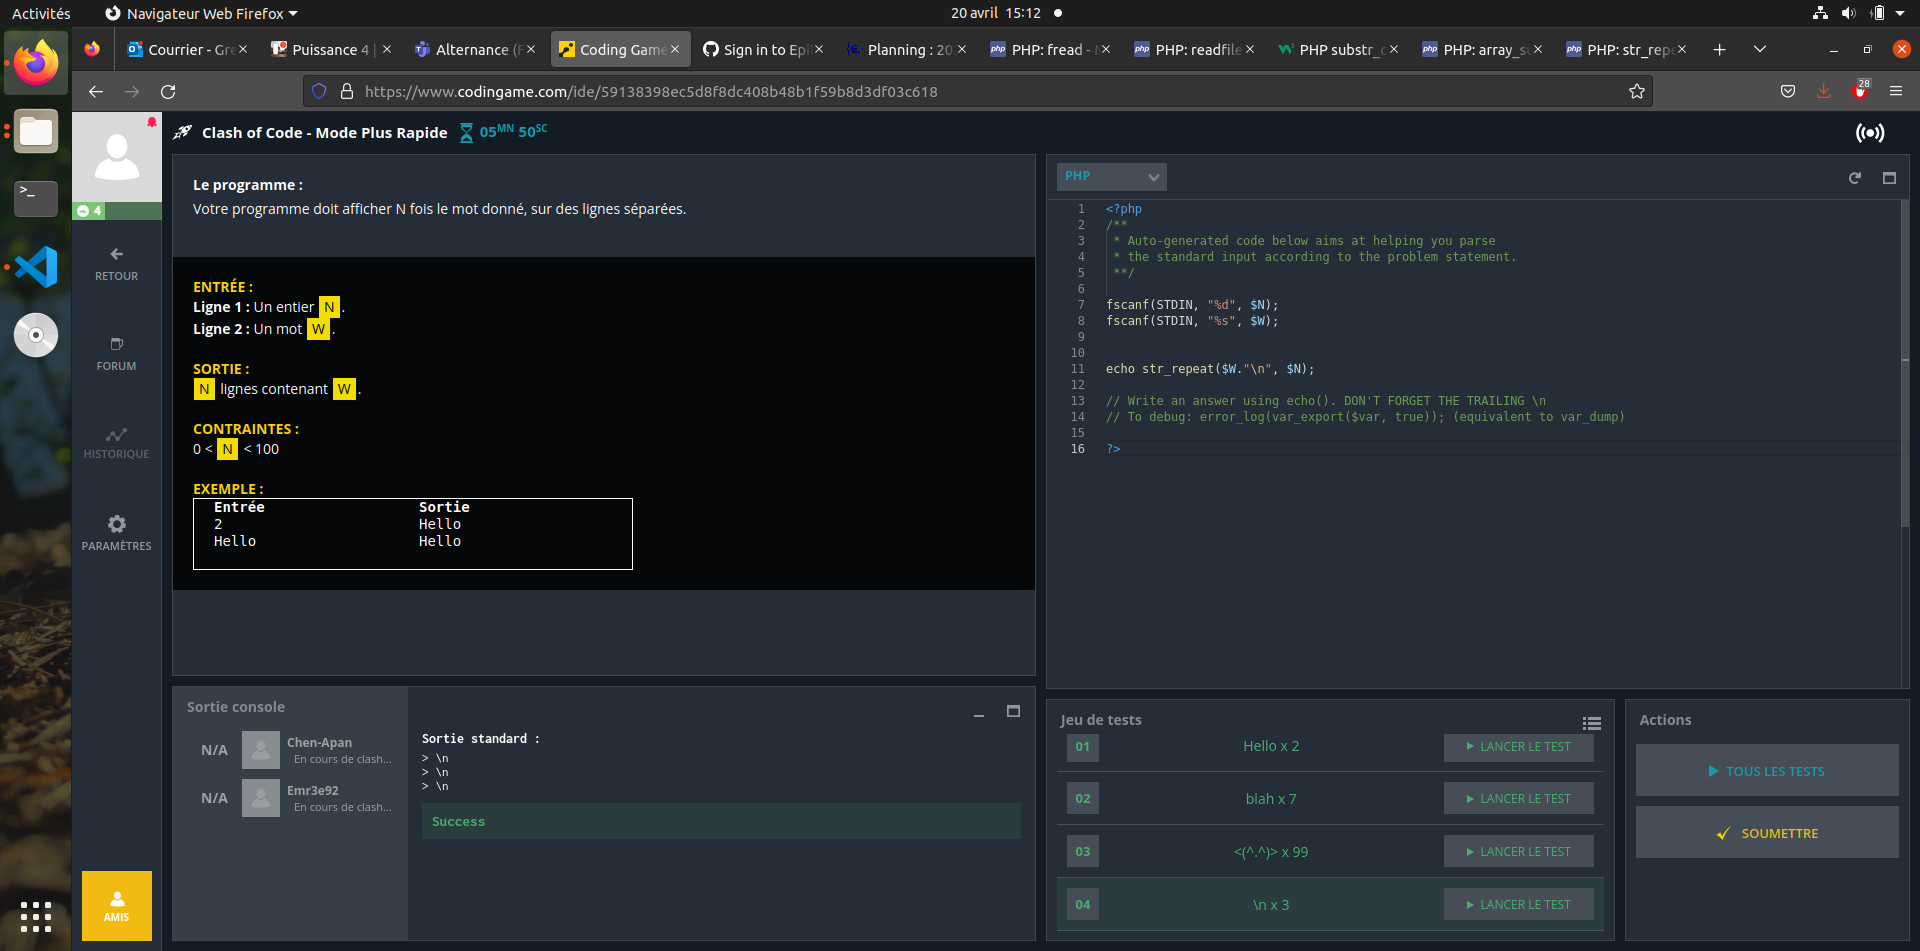 Activités
Navigateur Web Firefox
20 avril 15:12
Courrier - Gre
Puissance 4 |
Alternance (F
Coding Game
Sign in to Epi
Planning : 20
PHP: fread - M
PHP: readfile
PHP substr_c
PHP: array_su
PHP: str_repe
https://www.codingame.com/ide/59138398ec5d8f8dc408b48b1f59b8d3df03c618
28
Clash of Code - Mode Plus Rapide
05MN 50SC
4
RETOUR
FORUM
HISTORIQUE
PARAMÈTRES
AMIS
Le programme :
Votre programme doit afficher N fois le mot donné, sur des lignes séparées.
ENTRÉE :
Ligne 1 : Un entier N .
Ligne 2 : Un mot W .
SORTIE :
N lignes contenant W .
CONTRAINTES :
0 < N < 100
EXEMPLE :
Entrée Sortie
2 Hello
Hello Hello
PHP
1 <?php
2 /**
3 * Auto-generated code below aims at helping you parse
4 * the standard input according to the problem statement.
5 **/
6
7 fscanf(STDIN, "%d", $N);
8 fscanf(STDIN, "%s", $W);
9
10
11 echo str_repeat($W."\n", $N);
12
13 // Write an answer using echo(). DON'T FORGET THE TRAILING \n
14 // To debug: error_log(var_export($var, true)); (equivalent to var_dump)
15
16 ?>
Sortie console
N/A Chen-Apan
En cours de clash...
N/A Emr3e92
En cours de clash...
Sortie standard :
> \n
> \n
> \n
Success
Jeu de tests
01 Hello x 2 LANCER LE TEST
02 blah x 7 LANCER LE TEST
03 <(^.^)> x 99 LANCER LE TEST
04 \n x 3 LANCER LE TEST
Actions
TOUS LES TESTS
SOUMETTRE